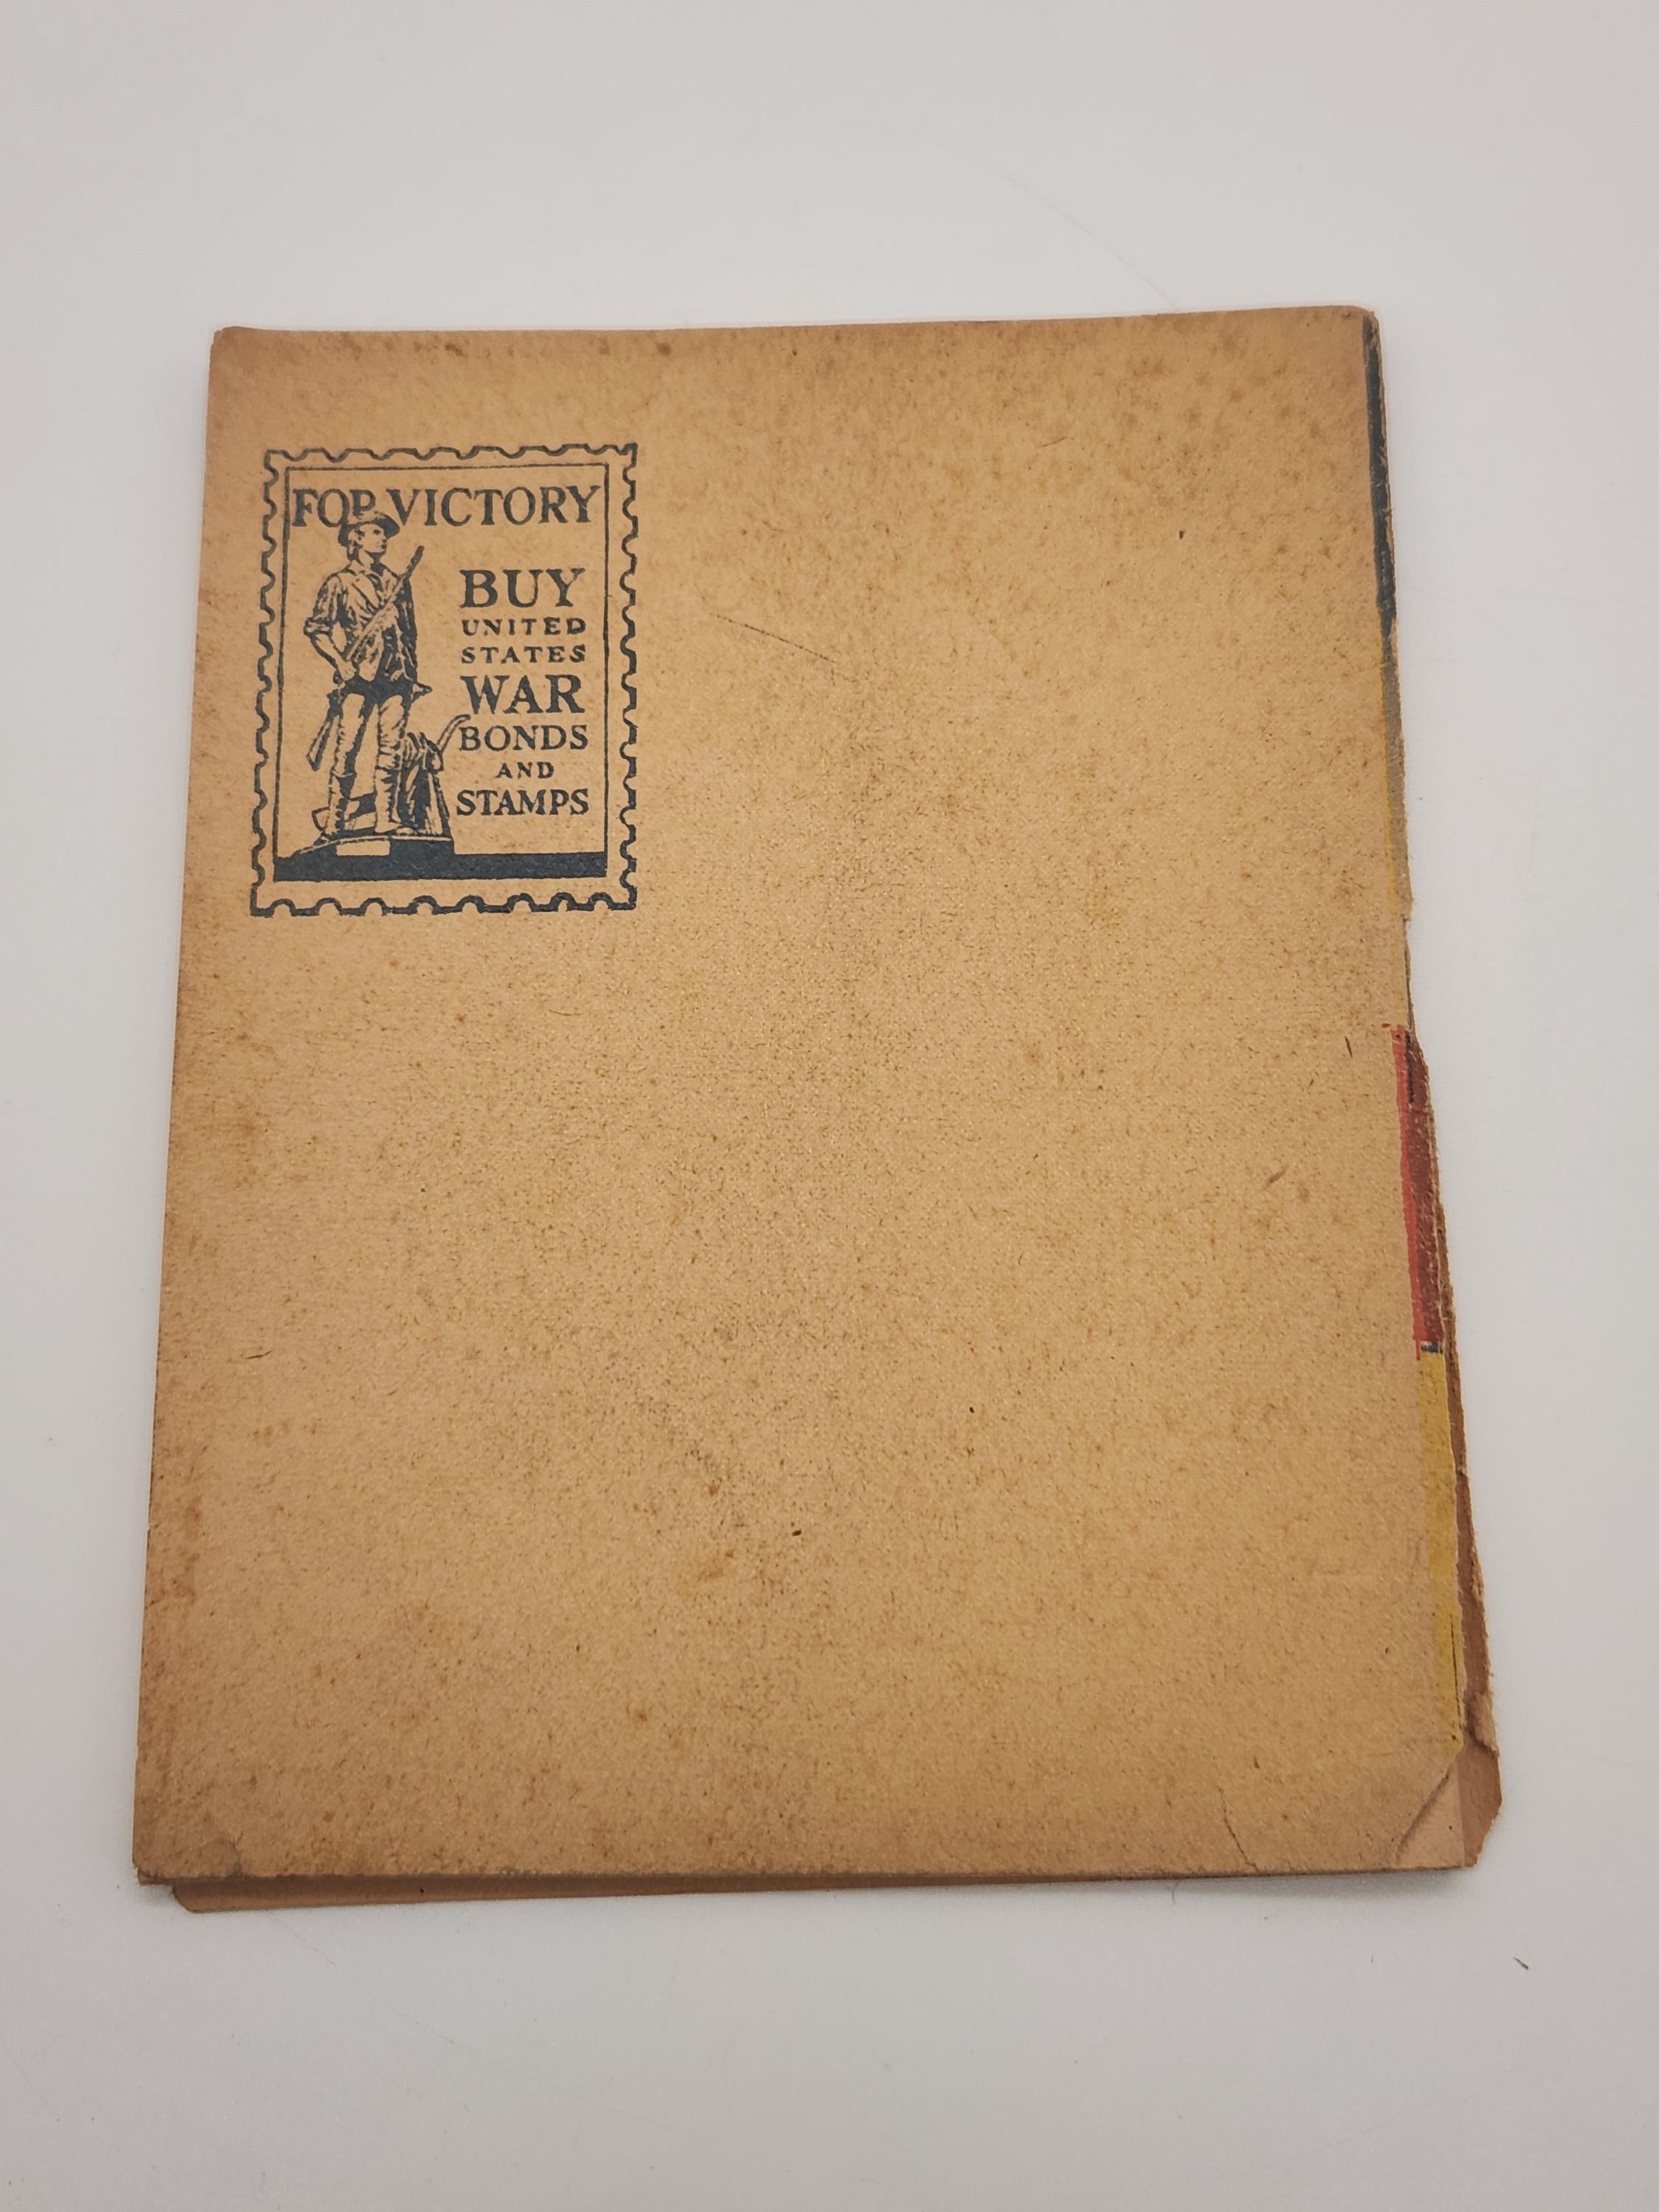 FOR VICTORY
BUY
UNITED
STATES
WAR
BONDS
AND
STAMPS